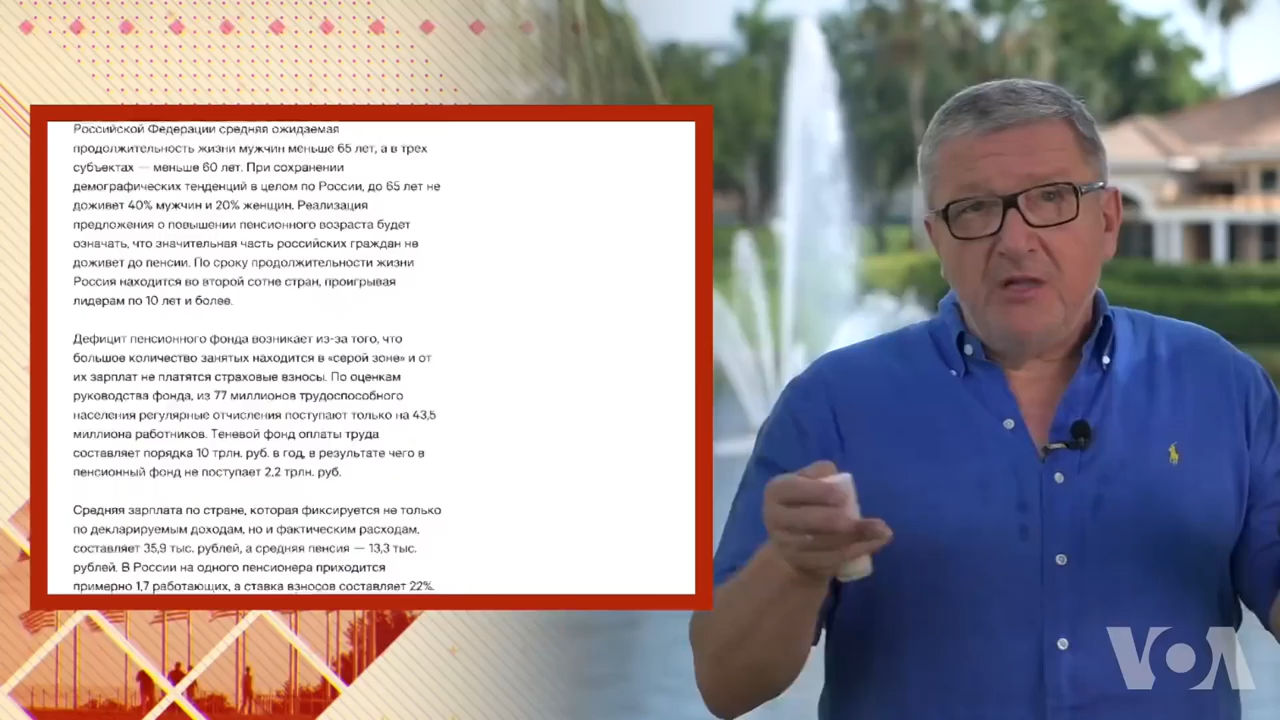 Российской Федерации средняя ожидаемая
продолжительность жизни мужчин меньше 65 лет, а в трех
субъектах — меньше 60 лет. При сохранении
демографических тенденций в целом по России, до 65 лет не
доживет 40% мужчин и 20% женщин. Реализация
предложения о повышении пенсионного возраста будет
означать, что значительная часть российских граждан не
доживет до пенсии. По сроку продолжительности жизни
Россия находится во второй сотне стран, проигрывая
лидерам по 10 лет и более.
Дефицит пенсионного фонда возникает из-за того, что
большое количество занятых находится в «серой зоне» и от
их зарплат не платятся страховые взносы. По оценкам
руководства фонда, из 77 миллионов трудоспособного
населения регулярные отчисления поступают только на 43,5
миллиона работников. Теневой фонд оплаты труда
составляет порядка 10 трлн. руб. в год, в результате чего в
пенсионный фонд не поступает 2,2 трлн. руб.
Средняя зарплата по стране, которая фиксируется не только
по декларируемым доходам, но и фактическим расходам,
составляет 35,9 тыс. рублей, а средняя пенсия — 13,3 тыс.
рублей. В России на одного пенсионера приходится
примерно 1,7 работающих, а ставка взносов составляет 22%.
VOA